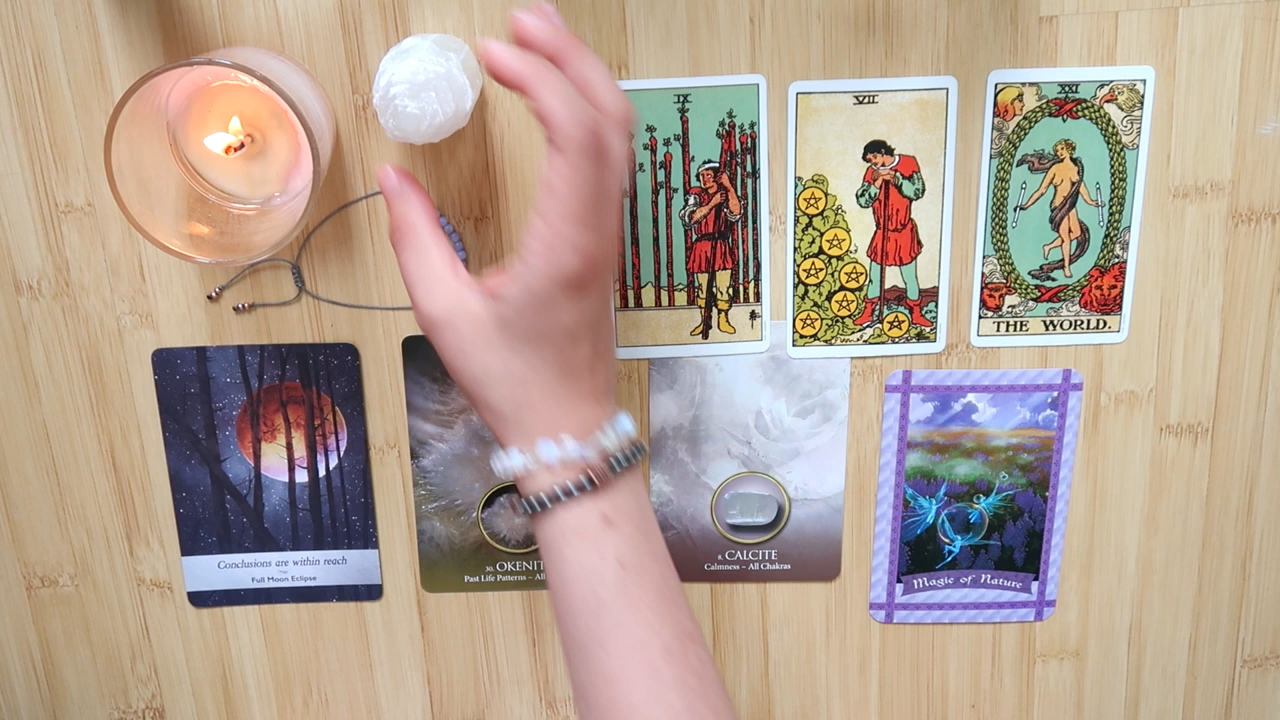 IX
VII
XXI
THE WORLD.
Conclusions are within reach
Full Moon Eclipse
30. OKENIT
Past Life Patterns – All
8. CALCITE
Calmness – All Chakras
Magic of Nature